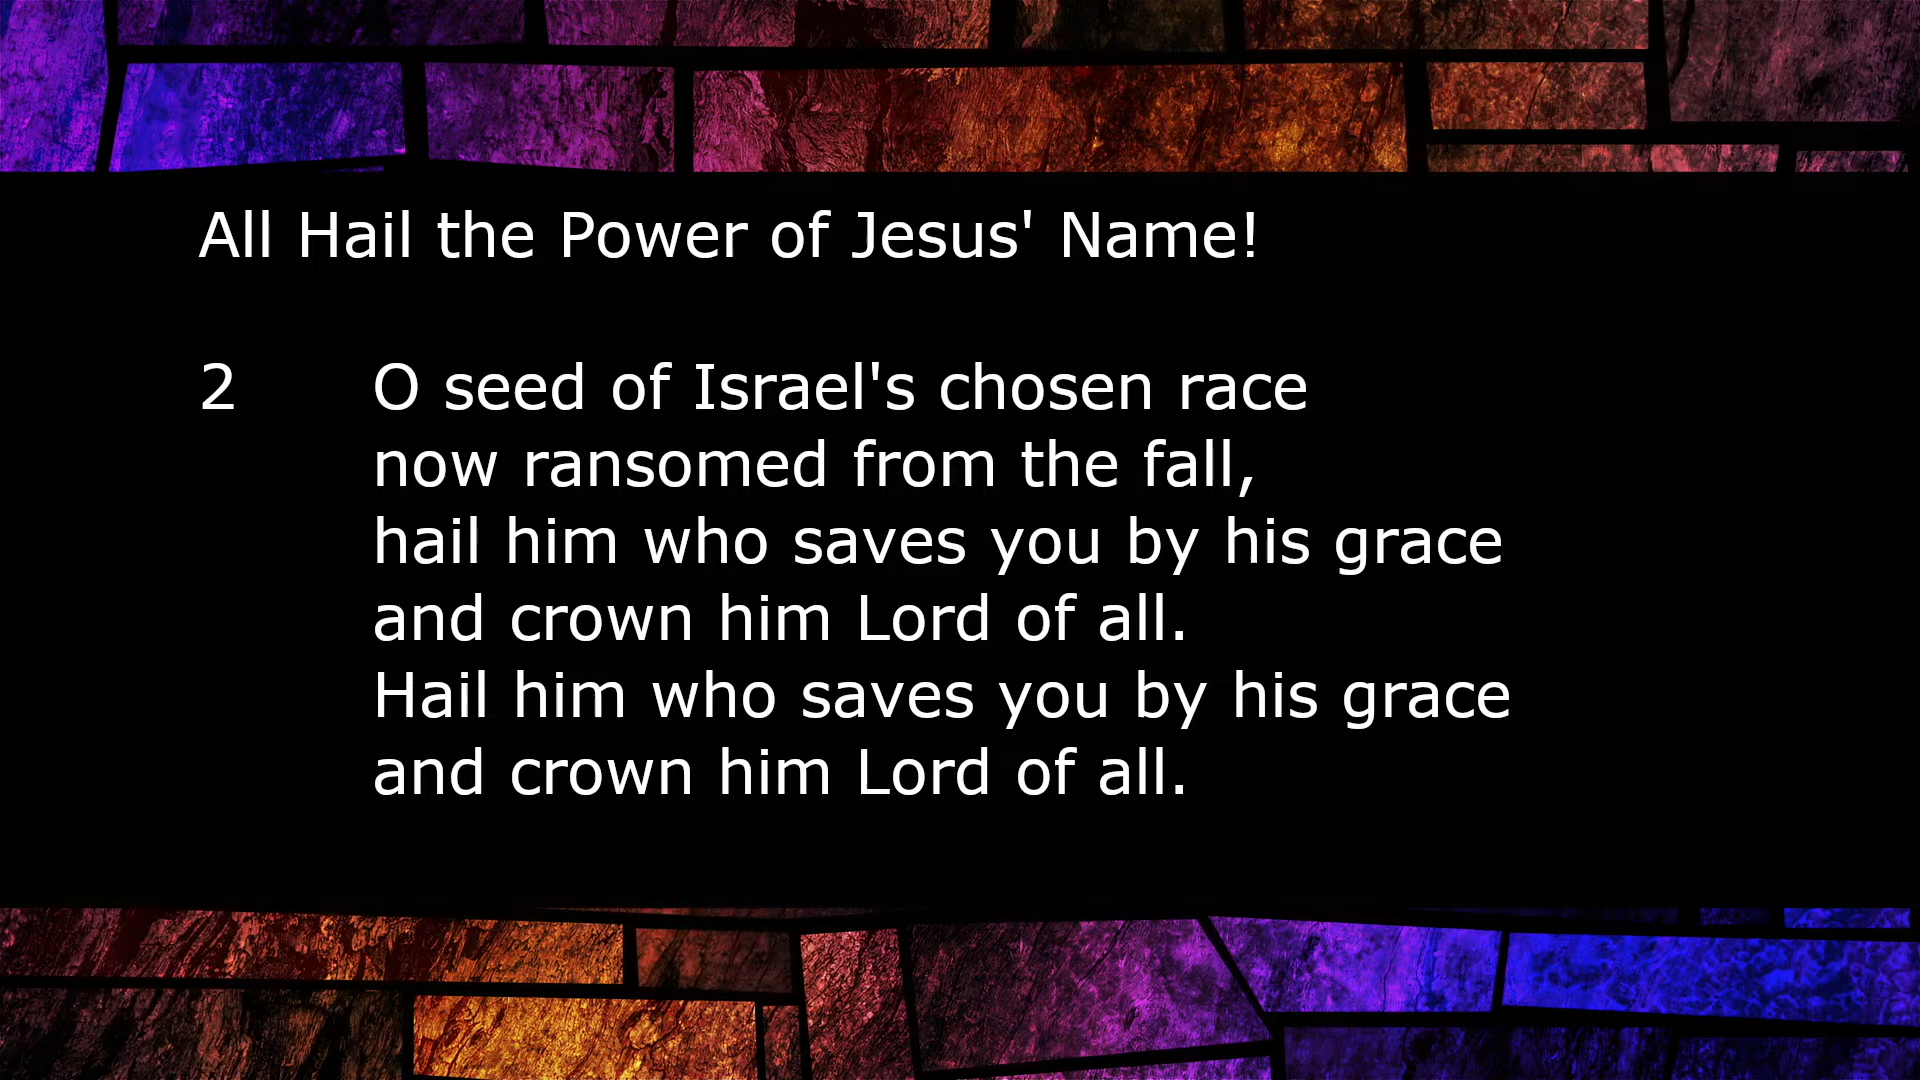 All Hail the Power of Jesus' Name!
2 O seed of Israel's chosen race
now ransomed from the fall,
hail him who saves you by his grace
and crown him Lord of all.
Hail him who saves you by his grace
and crown him Lord of all.